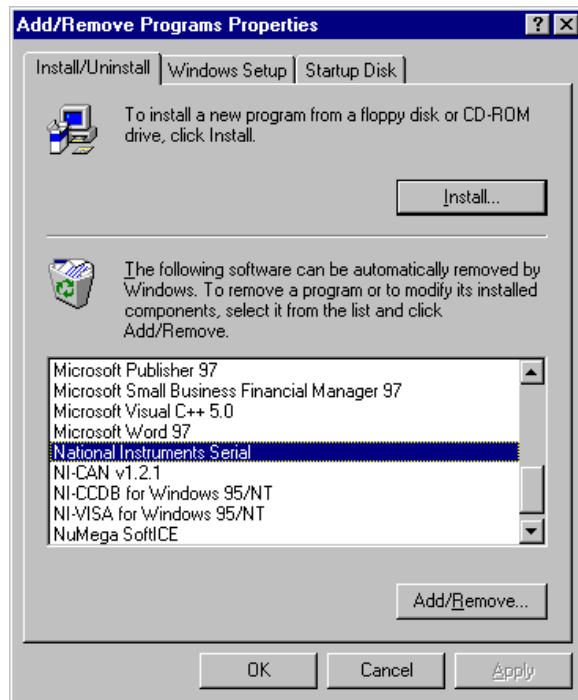 Add/Remove Programs Properties
Install/Uninstall Windows Setup Startup Disk
To install a new program from a floppy disk or CD-ROM
drive, click Install.
Install...
The following software can be automatically removed by
Windows. To remove a program or to modify its installed
components, select it from the list and click
Add/Remove.
Microsoft Publisher 97
Microsoft Small Business Financial Manager 97
Microsoft Visual C++ 5.0
Microsoft Word 97
National Instruments Serial
NI-CAN v1.2.1
NI-CCDB for Windows 95/NT
NI-VISA for Windows 95/NT
NuMega SoftICE
Add/Remove...
OK Cancel Apply